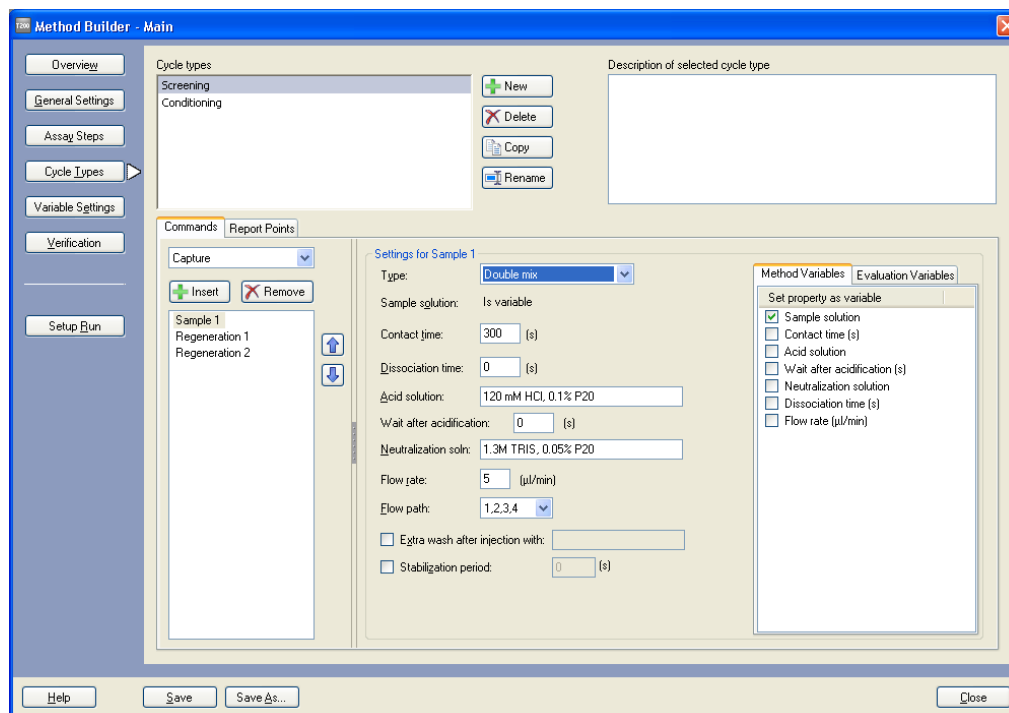 T200 Method Builder - Main
Overview
General Settings
Assay Steps
Cycle Types
Variable Settings
Verification
Setup Run
Cycle types
Screening
Conditioning
New
Delete
Copy
Rename
Description of selected cycle type
Commands
Report Points
Capture
Insert
Remove
Sample 1
Regeneration 1
Regeneration 2
Settings for Sample 1
Type: Double mix
Sample solution: Is variable
Contact time: 300 (s)
Dissociation time: 0 (s)
Acid solution: 120 mM HCl, 0.1% P20
Wait after acidification: 0 (s)
Neutralization soln: 1.3M TRIS, 0.05% P20
Flow rate: 5 (µl/min)
Flow path: 1,2,3,4
Extra wash after injection with:
Stabilization period: 0 (s)
Method Variables
Evaluation Variables
Set property as variable
Sample solution
Contact time (s)
Acid solution
Wait after acidification (s)
Neutralization solution
Dissociation time (s)
Flow rate (µl/min)
Help
Save
Save As...
Close